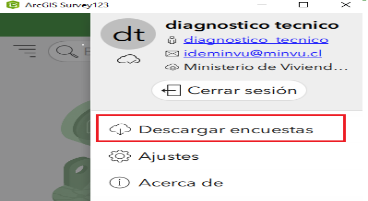 ArcGIS Survey123
dt
diagnostico tecnico
diagnostico_tecnico
ideminvu@minvu.cl
Ministerio de Viviend...
Cerrar sesión
Descargar encuestas
Ajustes
Acerca de